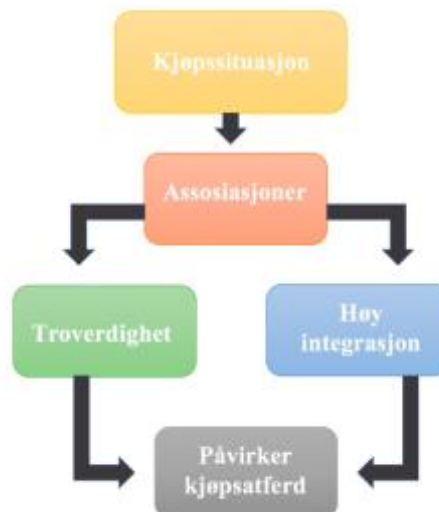 Kjøpssituasjon
Assosiasjoner
Troverdighet
Høy
integrasjon
Påvirker
kjøpsatferd